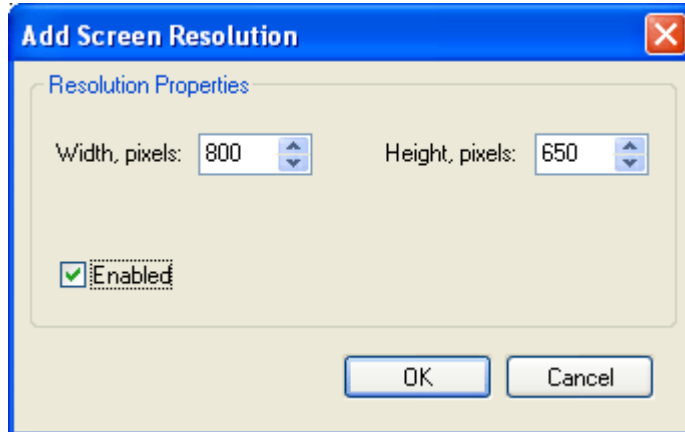 Add Screen Resolution
Resolution Properties
Width, pixels: 800 Height, pixels: 650
Enabled
OK Cancel